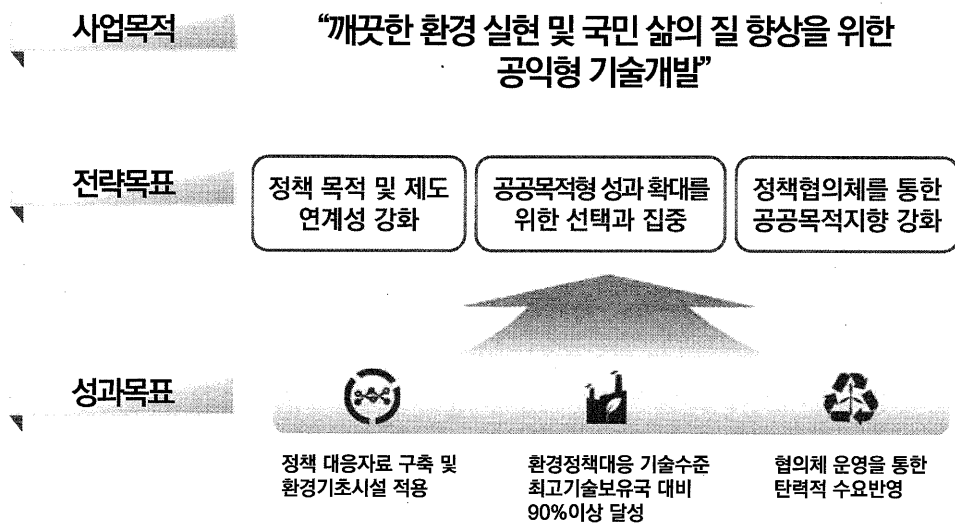 사업목적
“깨끗한 환경 실현 및 국민 삶의 질 향상을 위한
공익형 기술개발”
전략목표
정책 목적 및 제도
연계성 강화
공공목적형 성과 확대를
위한 선택과 집중
정책협의체를 통한
공공목적지향 강화
성과목표
정책 대응자료 구축 및
환경기초시설 적용
환경정책대응 기술수준
최고기술보유국 대비
90%이상 달성
협의체 운영을 통한
탄력적 수요반영